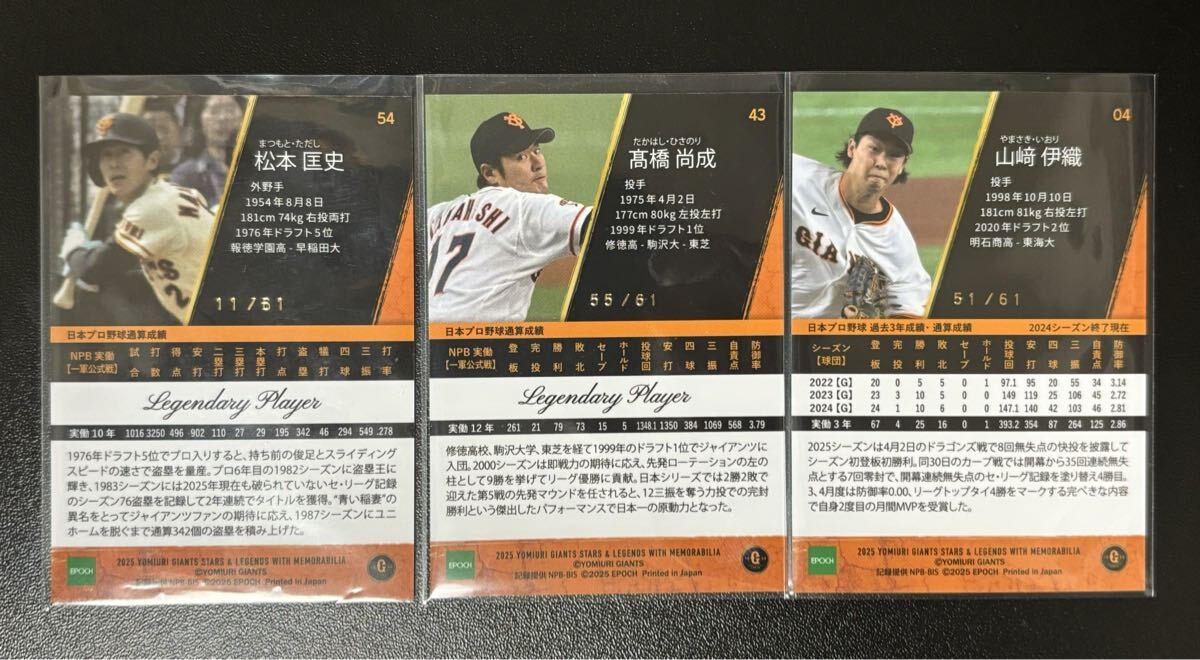 54
まつもと・ただし
松本 匡史
外野手
1954年8月8日
181cm 74kg 右投両打
1976年ドラフト5位
報徳学園高 - 早稲田大
11/61
日本プロ野球通算成績
NPB 実働
【一軍公式戦】
試合 打数 得点 安打 二塁打 三塁打 本塁打 打点 盗塁 犠打 四球 三振 打率
Legendary Player
実働 10 年 1016 3250 496 902 110 27 29 195 342 46 294 549 .278
1976年ドラフト5位でプロ入りすると、持ち前の俊足とスライディング
スピードの速さで盗塁を量産。プロ6年目の1982シーズンに盗塁王に
輝き、1983シーズンには2025年現在も破られていないセ・リーグ記録
のシーズン76盗塁を記録して2年連続でタイトルを獲得。“青い稲妻”の
異名をとってジャイアンツファンの期待に応え、1987シーズンにユニ
ホームを脱ぐまで通算342個の盗塁を積み上げた。
EPOCH
2025 YOMIURI GIANTS STARS & LEGENDS WITH MEMORABILIA
©YOMIURI GIANTS
記録提供 NPB-BIS ©2025 EPOCH Printed in Japan
G
43
たかはし・ひさのり
髙橋 尚成
投手
1975年4月2日
177cm 80kg 左投左打
1999年ドラフト1位
修徳高 - 駒沢大 - 東芝
17
55/61
日本プロ野球通算成績
NPB 実働
【一軍公式戦】
登板 完投 勝利 敗北 セーブ ホールド 投球回 安打 四球 三振 自責点 防御率
Legendary Player
実働 12 年 261 21 79 73 15 5 1348.1 1350 384 1069 568 3.79
修徳高校、駒沢大学、東芝を経て1999年のドラフト1位でジャイアンツに
入団。2000シーズンは即戦力の期待に応え、先発ローテーションの左の
柱として9勝を挙げてリーグ優勝に貢献。日本シリーズでは2勝2敗で
迎えた第5戦の先発マウンドを任されると、12三振を奪う力投での完封
勝利という傑出したパフォーマンスで日本一の原動力となった。
EPOCH
2025 YOMIURI GIANTS STARS & LEGENDS WITH MEMORABILIA
©YOMIURI GIANTS
記録提供 NPB-BIS ©2025 EPOCH Printed in Japan
G
04
やまさき・いおり
山﨑 伊織
投手
1998年10月10日
181cm 81kg 右投左打
2020年ドラフト2位
明石商高 - 東海大
51/61
日本プロ野球 過去3年成績・通算成績 2024シーズン終了現在
シーズン
【球団】
登板 完投 勝利 敗北 セーブ ホールド 投球回 安打 四球 三振 自責点 防御率
2022【G】 20 0 5 5 0 1 97.1 95 20 55 34 3.14
2023【G】 23 3 10 5 0 0 149 119 25 106 45 2.72
2024【G】 24 1 10 6 0 0 147.1 140 42 103 46 2.81
実働 3 年 67 4 25 16 0 1 393.2 354 87 264 125 2.86
2025シーズンは4月2日のドラゴンズ戦で8回無失点の快投を披露して
シーズン初登板初勝利。同30日のカープ戦では開幕から35回連続無失
点とする7回零封で、開幕連続無失点のセ・リーグ記録を塗り替え4勝目。
3、4月度は防御率0.00、リーグトップタイ4勝をマークする完ぺきな内容
で自身2度目の月間MVPを受賞した。
EPOCH
2025 YOMIURI GIANTS STARS & LEGENDS WITH MEMORABILIA
©YOMIURI GIANTS
記録提供 NPB-BIS ©2025 EPOCH Printed in Japan
G